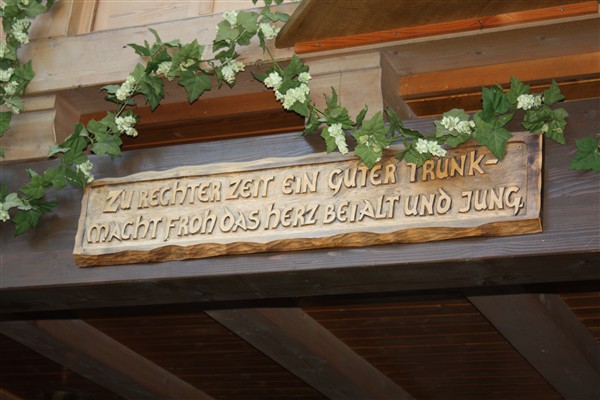 ZU RECHTER ZEIT EIN GUTER TRUNK-
MACHT FROH DAS HERZ BEI ALT UND JUNG,